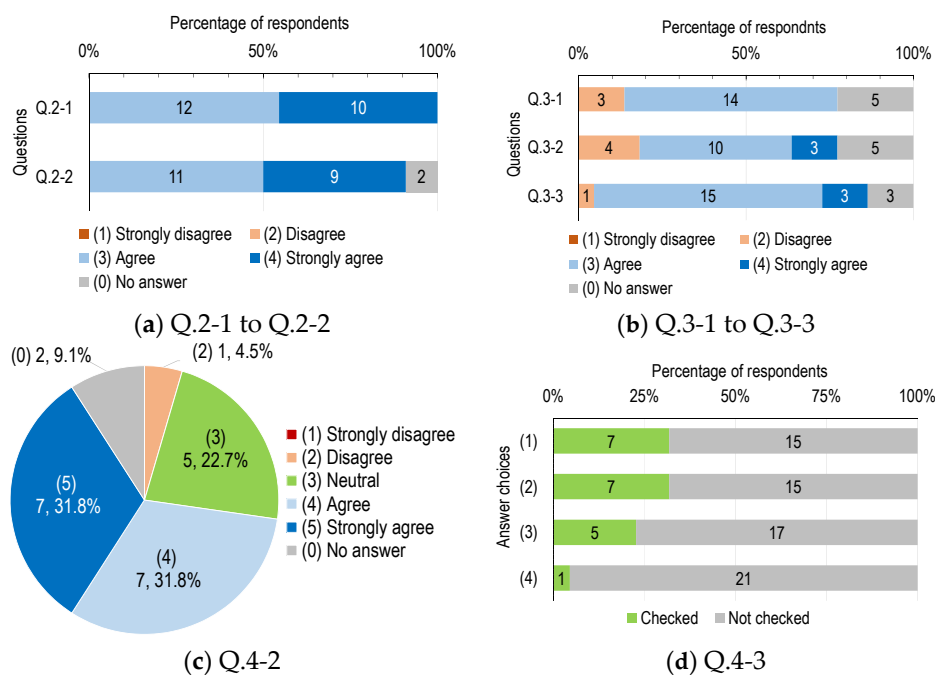 Percentage of respondents
0% 50% 100%
Questions
Q.2-1 12 10
Q.2-2 11 9 2
(1) Strongly disagree (2) Disagree
(3) Agree (4) Strongly agree
(0) No answer
(a) Q.2-1 to Q.2-2
Percentage of respondnts
0% 50% 100%
Questions
Q.3-1 3 14 5
Q.3-2 4 10 3 5
Q.3-3 1 15 3 3
(1) Strongly disagree (2) Disagree
(3) Agree (4) Strongly agree
(0) No answer
(b) Q.3-1 to Q.3-3
(0) 2, 9.1%
(2) 1, 4.5%
(3)
5, 22.7%
(5)
7, 31.8%
(4)
7, 31.8%
(1) Strongly disagree
(2) Disagree
(3) Neutral
(4) Agree
(5) Strongly agree
(0) No answer
(c) Q.4-2
Percentage of respondents
0% 25% 50% 75% 100%
Answer choices
(1) 7 15
(2) 7 15
(3) 5 17
(4) 1 21
Checked Not checked
(d) Q.4-3